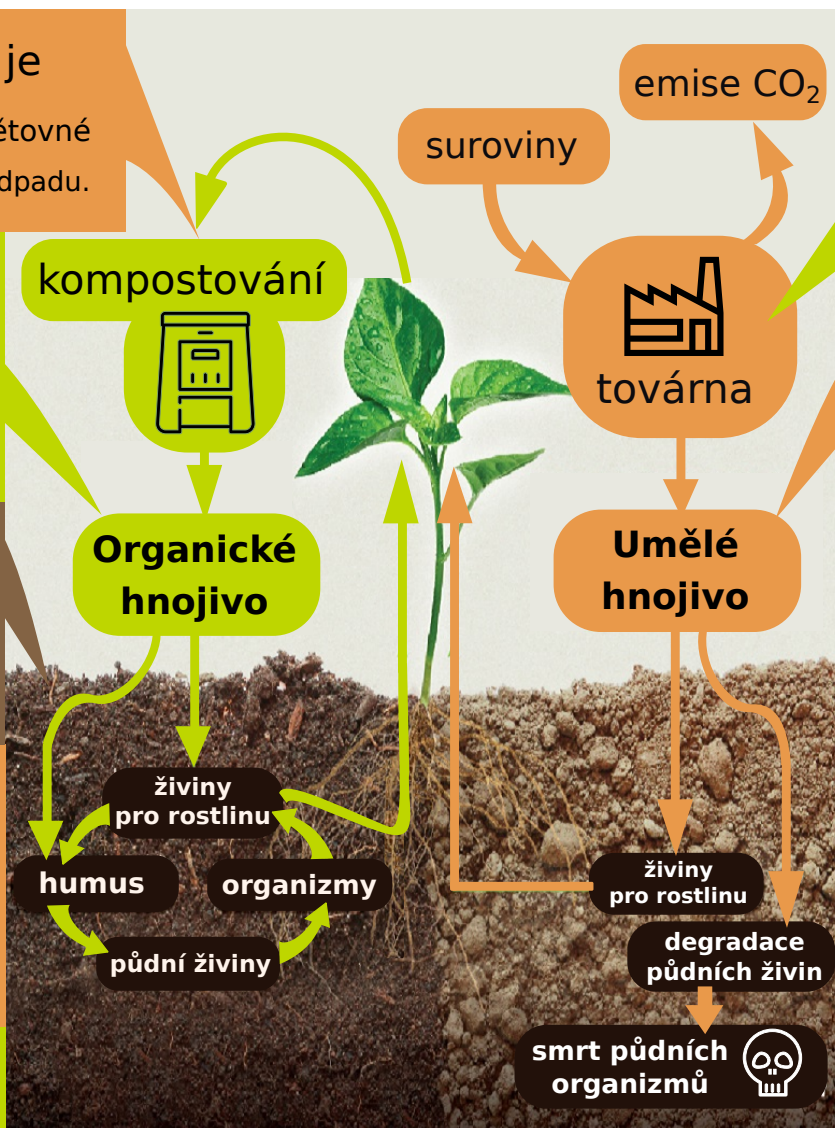 je
ětovné
dpadu.
emise CO₂
suroviny
kompostování
továrna
Organické
hnojivo
Umělé
hnojivo
živiny
pro rostlinu
humus
organizmy
půdní živiny
živiny
pro rostlinu
degradace
půdních živin
smrt půdních
organizmů